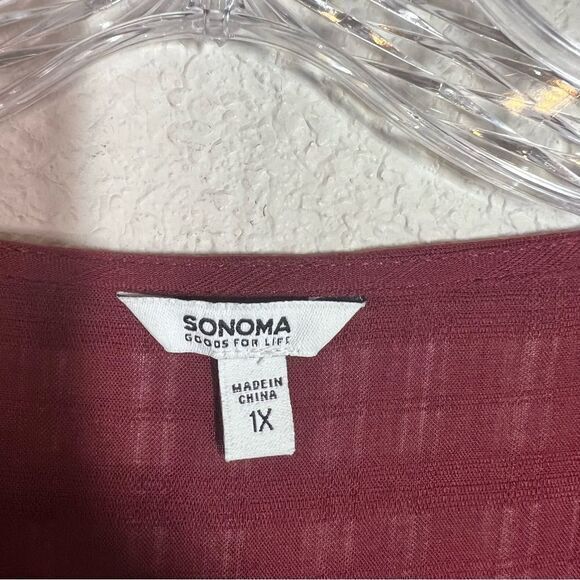 SONOMA
GOODS FOR LIFE
MADE IN
CHINA
1X